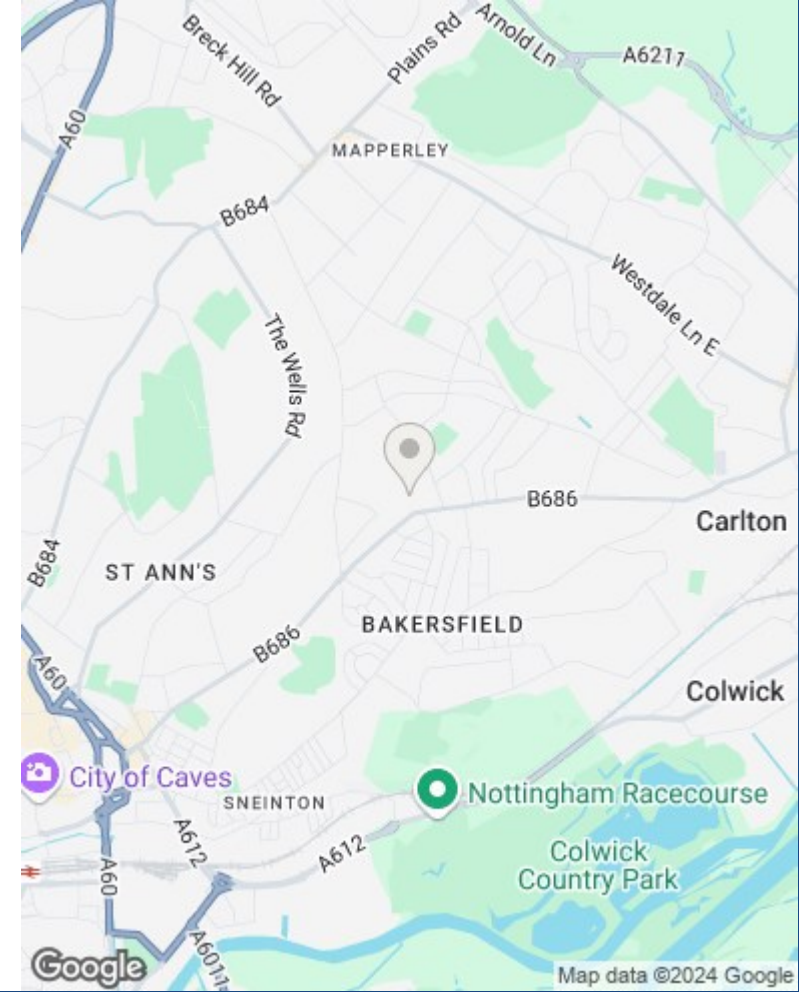 Breck Hill Rd
Plains Rd
Arnold Ln
A6211
A60
MAPPERLEY
B684
Westdale Ln E
The Wells Rd
B686
Carlton
B684
ST ANN'S
BAKERSFIELD
B686
A60
Colwick
City of Caves
Nottingham Racecourse
SNEINTON
A612
A612
Colwick
Country Park
A60
A6011
Google
Map data ©2024 Google